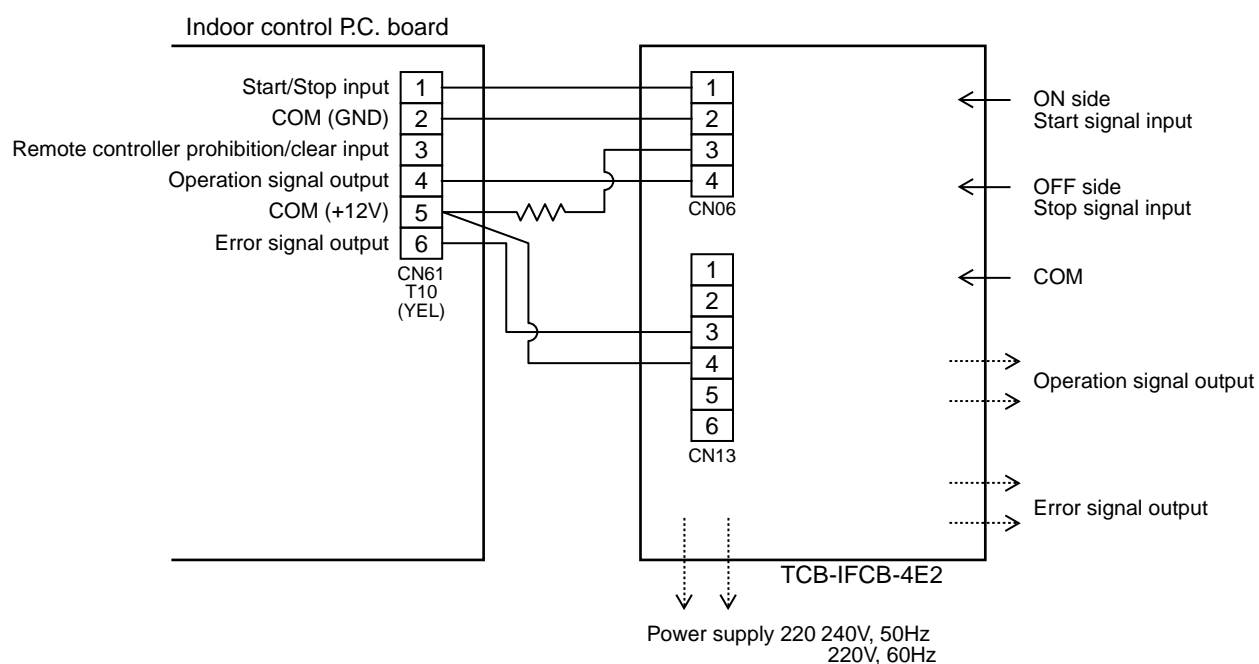 Indoor control P.C. board
Start/Stop input 1
COM (GND) 2
Remote controller prohibition/clear input 3
Operation signal output 4
COM (+12V) 5
Error signal output 6
CN61
T10
(YEL)
1
2
3
4
CN06
1
2
3
4
5
6
CN13
ON side
Start signal input
OFF side
Stop signal input
COM
Operation signal output
Error signal output
TCB-IFCB-4E2
Power supply 220 240V, 50Hz
220V, 60Hz